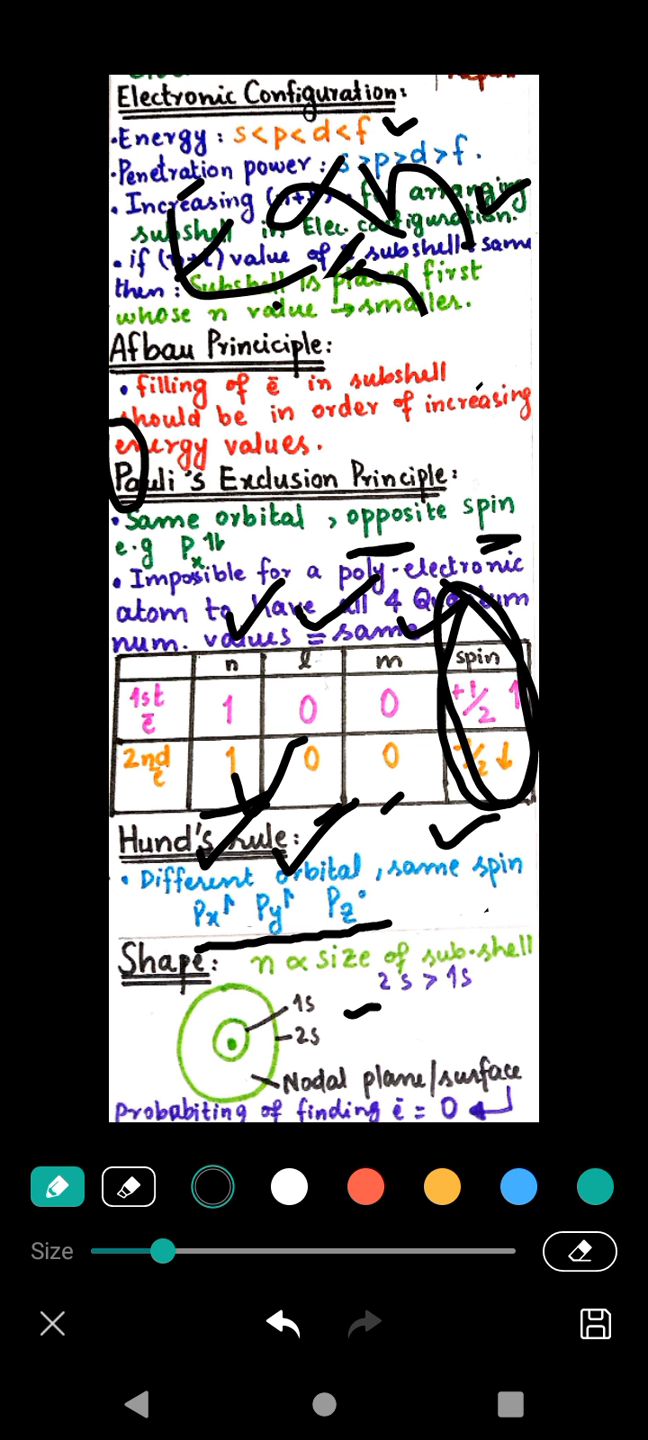 Electronic Configuration:
•Energy : s<p<d<f
•Penetration power : s>p>d>f.
• Increasing for arranging
subshell in Elec. configuration.
• if (n+l) value of 2 subshell = same
then : Subshell is placed first
whose n value → smaller.
Afbau Princiciple:
• filling of ē in subshell
should be in order of increasing
energy values.
Pauli's Exclusion Principle:
• Same orbital , opposite spin
e.g Px ↿⇂
• Impossible for a poly-electronic
atom to have all 4 Quantum
num. values = same
n l m spin
1st ē 1 0 0 +1/2 ↑
2nd ē 1 0 0 -1/2 ↓
Hund's rule:
• Different orbital , same spin
Px↿ Py↿ Pz°
Shape: n ∝ size of sub-shell
2s > 1s
1s
2s
Nodal plane/surface
Probabiting of finding ē = 0
Size